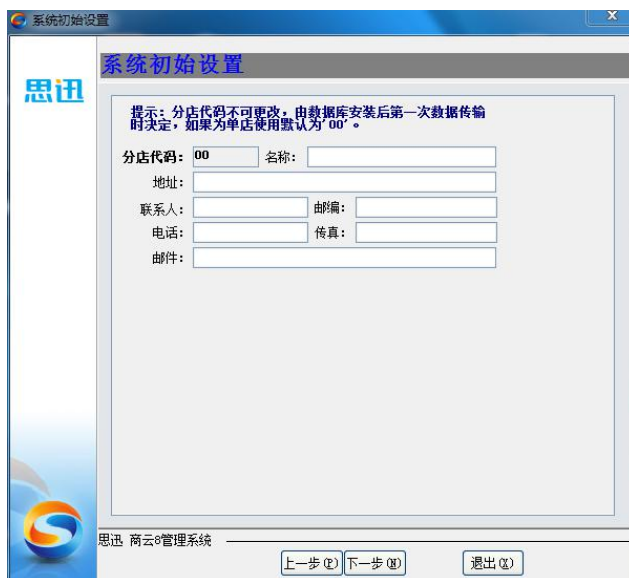 系统初始设置
系统初始设置
思迅
提示：分店代码不可更改，由数据库安装后第一次数据传输
时决定，如果为单店使用默认为'00'。
分店代码： 00 名称：
地址：
联系人： 邮编：
电话： 传真：
邮件：
思迅 商云8管理系统
上一步(P) 下一步(N) 退出(X)